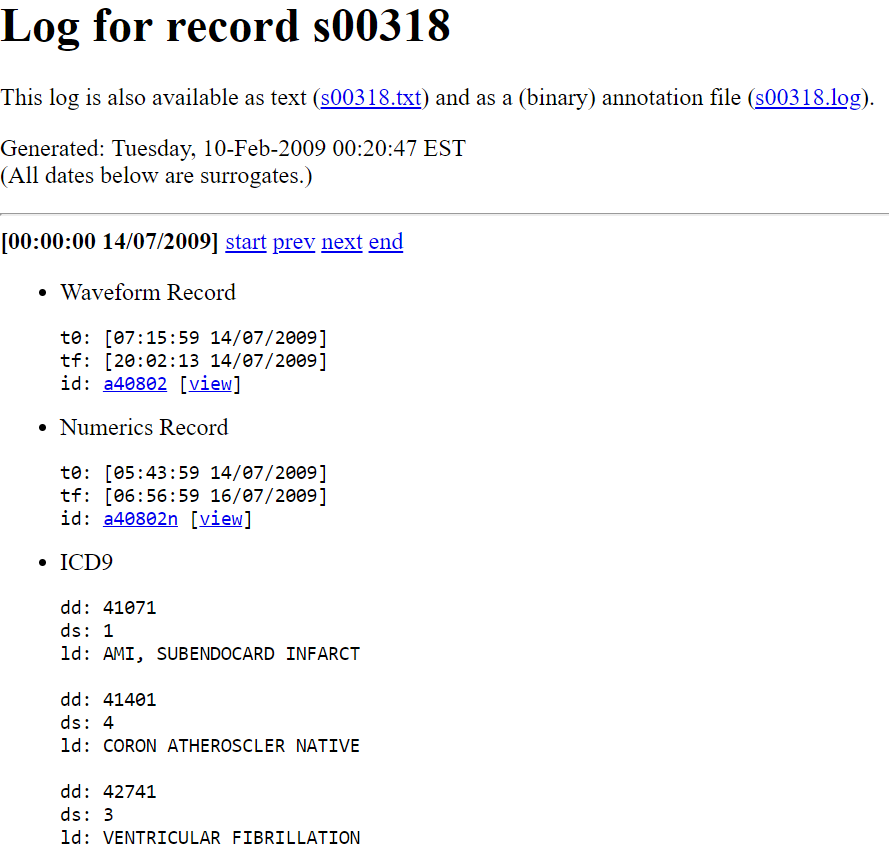 Log for record s00318
This log is also available as text (s00318.txt) and as a (binary) annotation file (s00318.log).
Generated: Tuesday, 10-Feb-2009 00:20:47 EST
(All dates below are surrogates.)
[00:00:00 14/07/2009] start prev next end
• Waveform Record
t0: [07:15:59 14/07/2009]
tf: [20:02:13 14/07/2009]
id: a40802 [view]
• Numerics Record
t0: [05:43:59 14/07/2009]
tf: [06:56:59 16/07/2009]
id: a40802n [view]
• ICD9
dd: 41071
ds: 1
ld: AMI, SUBENDOCARD INFARCT
dd: 41401
ds: 4
ld: CORON ATHEROSCLER NATIVE
dd: 42741
ds: 3
ld: VENTRICULAR FIBRILLATION